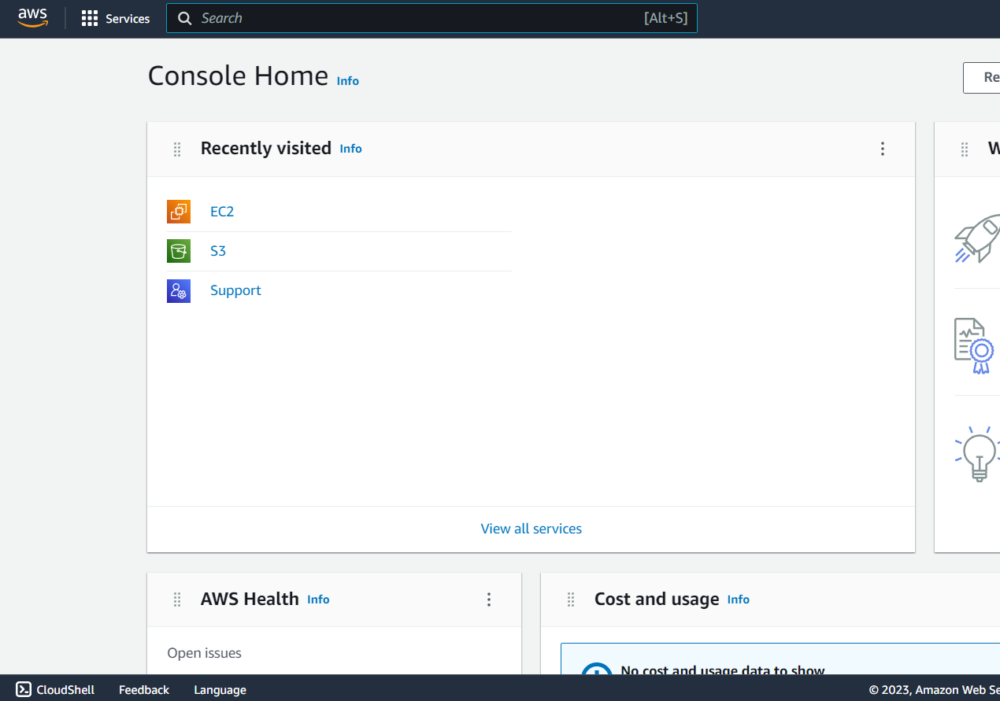 aws Services Search [Alt+S]
Console Home Info
Re
Recently visited Info
W
EC2
S3
Support
View all services
AWS Health Info
Cost and usage Info
Open issues
No cost and usage data to show
CloudShell Feedback Language © 2023, Amazon Web Se